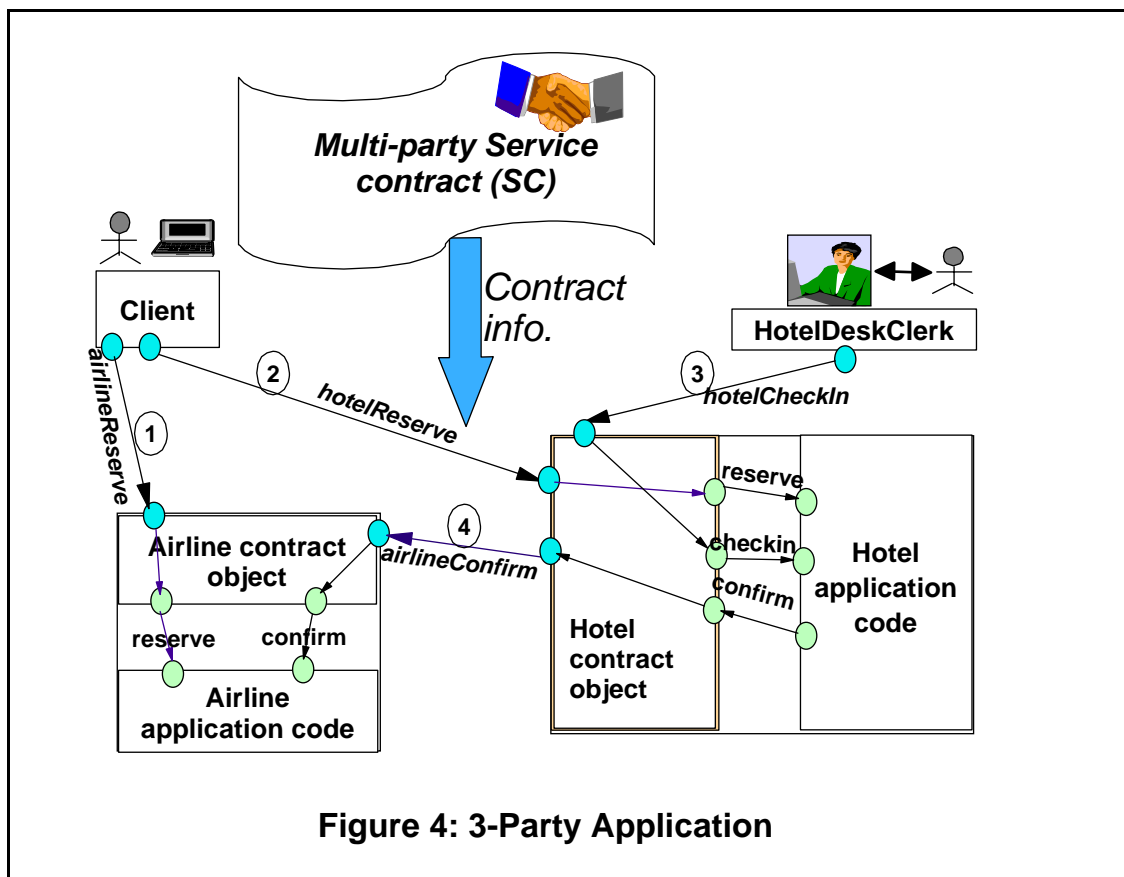 Multi-party Service
contract (SC)
Contract
info.
Client
HotelDeskClerk
airlineReserve
1
2
hotelReserve
3
hotelCheckIn
4
airlineConfirm
Airline contract
object
reserve
confirm
Airline
application code
reserve
checkin
confirm
Hotel
contract
object
Hotel
application
code
Figure 4: 3-Party Application